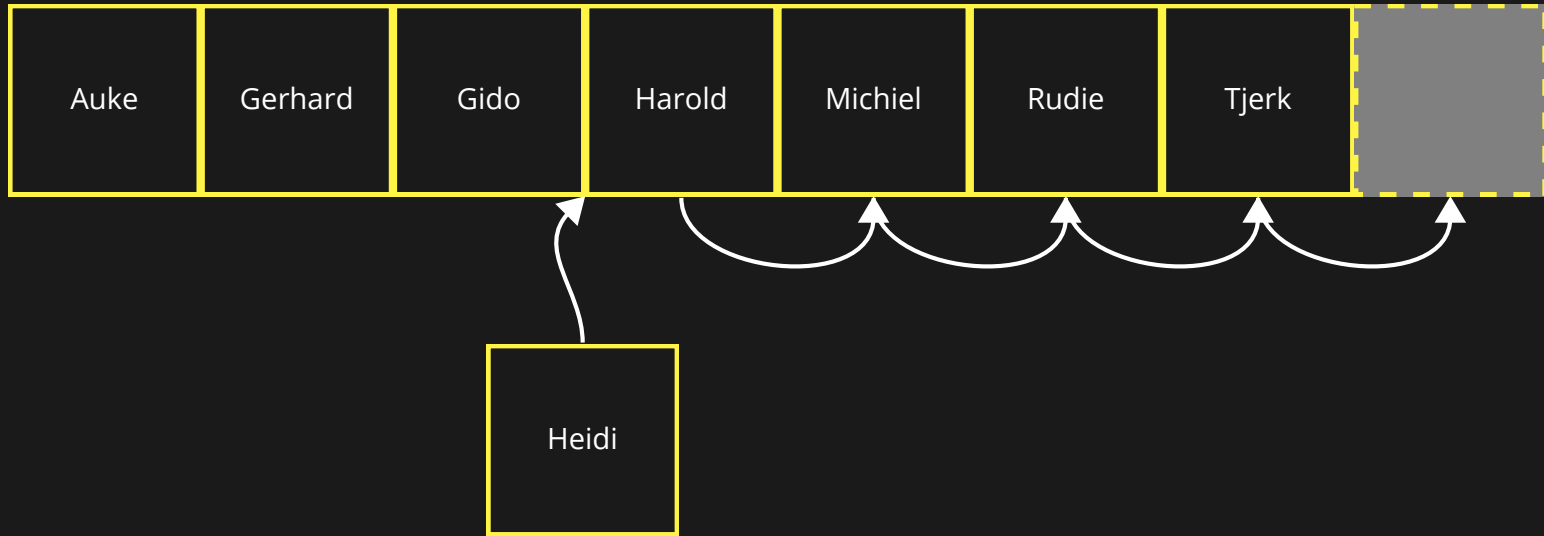 Auke
Gerhard
Gido
Harold
Michiel
Rudie
Tjerk
Heidi